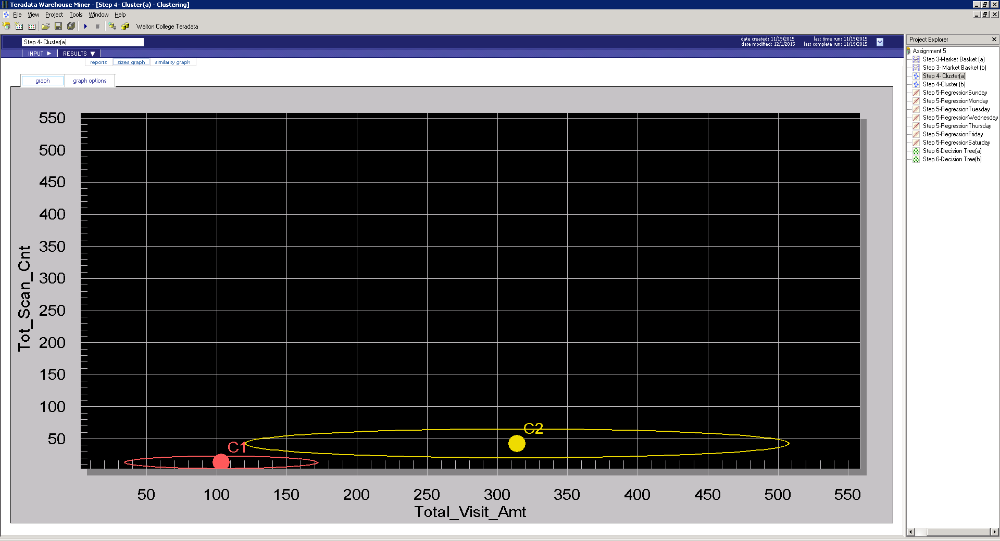 Teradata Warehouse Miner - [Step 4- Cluster(a) - Clustering]
File View Project Tools Window Help
Walton College Teradata
Step 4- Cluster(a)
date created: 11/19/2015 last time run: 11/19/2015
date modified: 12/1/2015 last complete run: 11/19/2015
INPUT RESULTS
reports sizes graph similarity graph
graph graph options
550
500
450
400
350
300
250
200
150
100
50
Tot_Scan_Cnt
C1
C2
50 100 150 200 250 300 350 400 450 500 550
Total_Visit_Amt
Project Explorer
Assignment 5
Step 3-Market Basket (a)
Step 3- Market Basket (b)
Step 4- Cluster(a)
Step 4-Cluster (b)
Step 5-RegressionSunday
Step 5-RegressionMonday
Step 5-RegressionTuesday
Step 5-RegressionWednesday
Step 5-RegressionThursday
Step 5-RegressionFriday
Step 5-RegressionSaturday
Step 6-Decision Tree(a)
Step 6-Decision Tree(b)